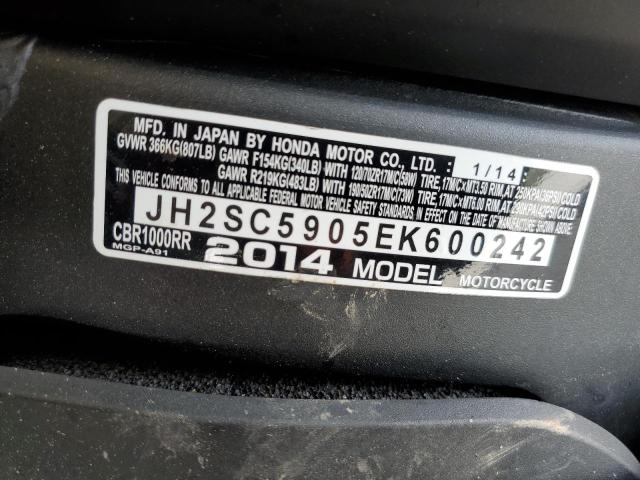 MFD. IN JAPAN BY HONDA MOTOR CO., LTD. : 1/14
GVWR 366KG(807LB) GAWR F154KG(340LB) WITH 120/70ZR17M/C(58W) TIRE, 17M/C×MT3.50 RIM, AT 250KPA(36PSI) COLD
GAWR R219KG(483LB) WITH 190/50ZR17M/C(73W) TIRE, 17M/C×MT6.00 RIM, AT 290KPA(42PSI) COLD
THIS VEHICLE CONFORMS TO ALL APPLICABLE FEDERAL MOTOR VEHICLE SAFETY STANDARDS IN EFFECT ON THE DATE OF MANUFACTURE SHOWN ABOVE.
JH2SC5905EK600242
CBR1000RR
MGP-A91
2014 MODEL MOTORCYCLE